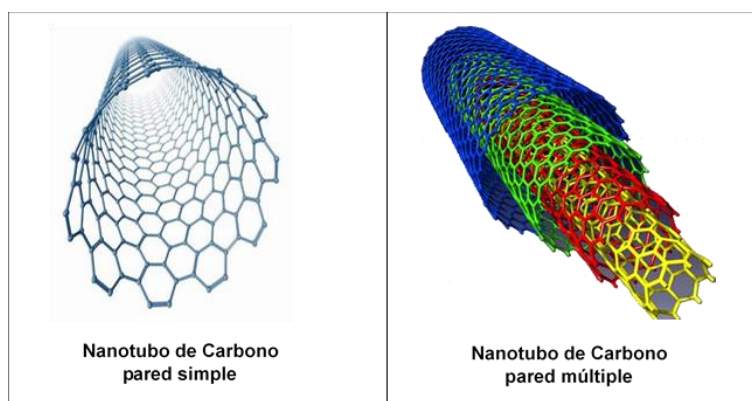 Nanotubo de Carbono
pared simple
Nanotubo de Carbono
pared múltiple